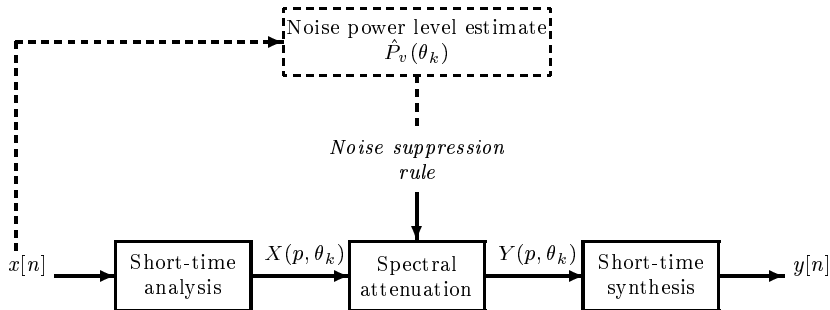 Noise power level estimate
P̂_v(θ_k)
Noise suppression
rule
x[n]
Short-time
analysis
X(p, θ_k)
Spectral
attenuation
Y(p, θ_k)
Short-time
synthesis
y[n]